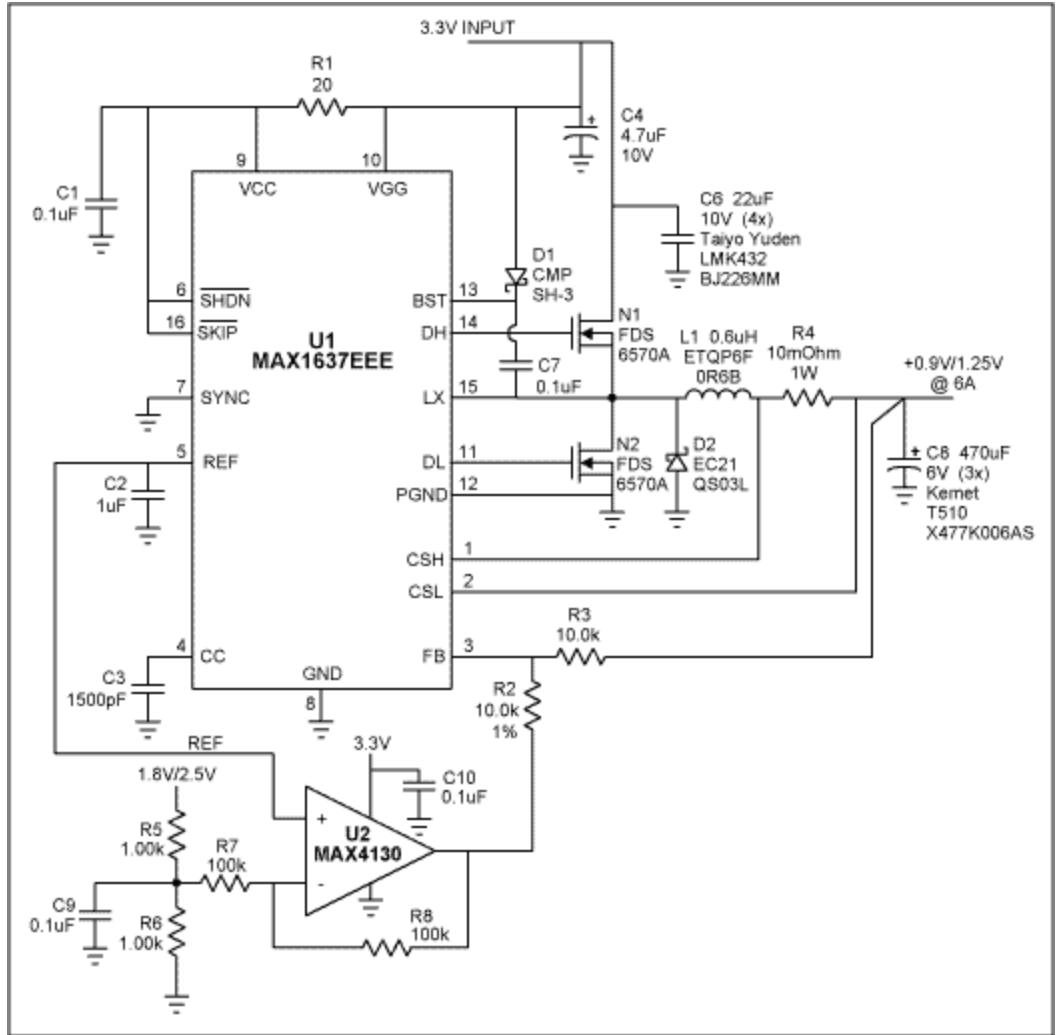 3.3V INPUT
R1
20
C4
4.7uF
10V
+
9
10
VCC
VGG
C1
0.1uF
C6 22uF
10V (4x)
Taiyo Yuden
LMK432
BJ226MM
D1
CMP
SH-3
6
SHDN
BST
13
16
SKIP
DH
14
N1
FDS
6570A
U1
MAX1637EEE
L1 0.6uH
ETQP6F
0R6B
R4
10mOhm
1W
+0.9V/1.25V
@ 6A
C7
0.1uF
7
SYNC
LX
15
5
REF
DL
11
N2
FDS
6570A
D2
EC21
QS03L
+
C8 470uF
6V (3x)
Kemet
T510
X477K006AS
C2
1uF
PGND
12
CSH
1
CSL
2
R3
10.0k
4
CC
FB
3
C3
1500pF
GND
8
R2
10.0k
1%
REF
3.3V
1.8V/2.5V
C10
0.1uF
R5
1.00k
R7
100k
+
U2
MAX4130
-
C9
0.1uF
R6
1.00k
R8
100k